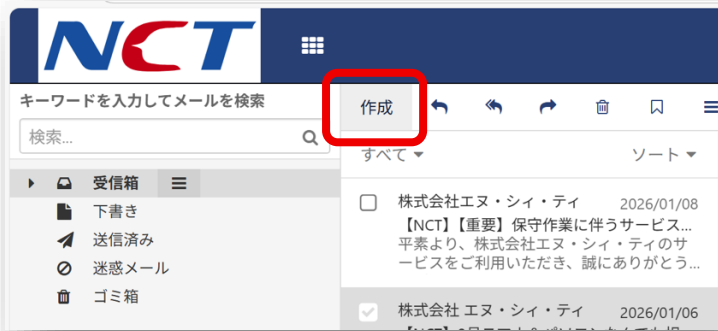 NCT
キーワードを入力してメールを検索
検索...
受信箱
下書き
送信済み
迷惑メール
ゴミ箱
作成
すべて
ソート
株式会社エヌ・シィ・ティ 2026/01/08
【NCT】【重要】保守作業に伴うサービス...
平素より、株式会社エヌ・シィ・ティのサ
ービスをご利用いただき、誠にありがとう...
株式会社 エヌ・シィ・ティ 2026/01/06